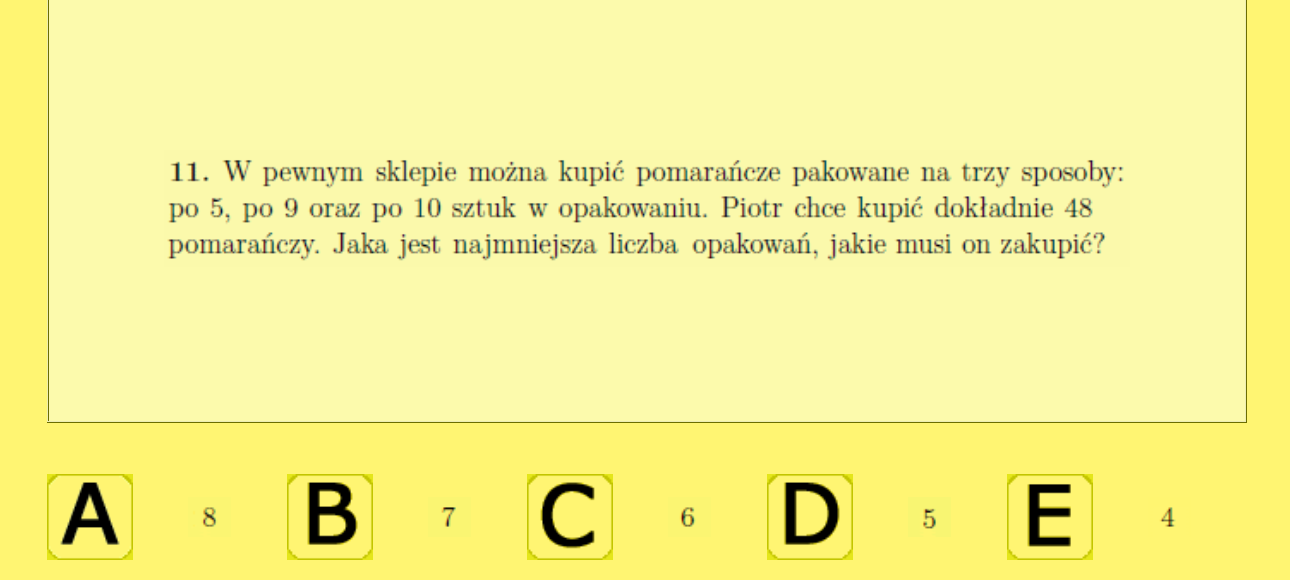 11. W pewnym sklepie można kupić pomarańcze pakowane na trzy sposoby:
po 5, po 9 oraz po 10 sztuk w opakowaniu. Piotr chce kupić dokładnie 48
pomarańczy. Jaka jest najmniejsza liczba opakowań, jakie musi on zakupić?
A 8 B 7 C 6 D 5 E 4